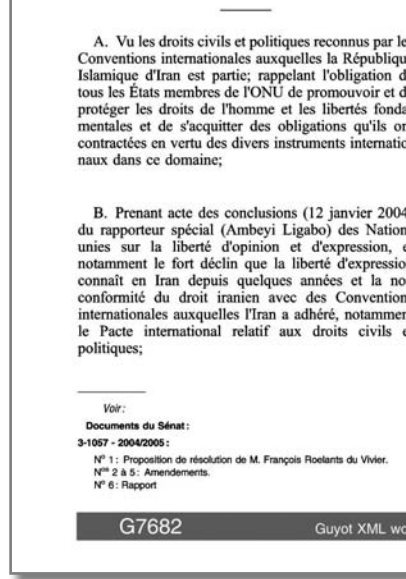 A. Vu les droits civils et politiques reconnus par le
Conventions internationales auxquelles la Républiqu
Islamique d'Iran est partie; rappelant l'obligation d
tous les États membres de l'ONU de promouvoir et d
protéger les droits de l'homme et les libertés fonda
mentales et de s'acquitter des obligations qu'ils on
contractées en vertu des divers instruments internatio
naux dans ce domaine;
B. Prenant acte des conclusions (12 janvier 2004
du rapporteur spécial (Ambeyi Ligabo) des Nation
unies sur la liberté d'opinion et d'expression, e
notamment le fort déclin que la liberté d'expressio
connaît en Iran depuis quelques années et la no
conformité du droit iranien avec des Convention
internationales auxquelles l'Iran a adhéré, notammen
le Pacte international relatif aux droits civils e
politiques;
Voir:
Documents du Sénat:
3-1057 - 2004/2005:
Nº 1: Proposition de résolution de M. François Roelants du Vivier.
Nos 2 à 5: Amendements.
Nº 6: Rapport
G7682 Guyot XML wo